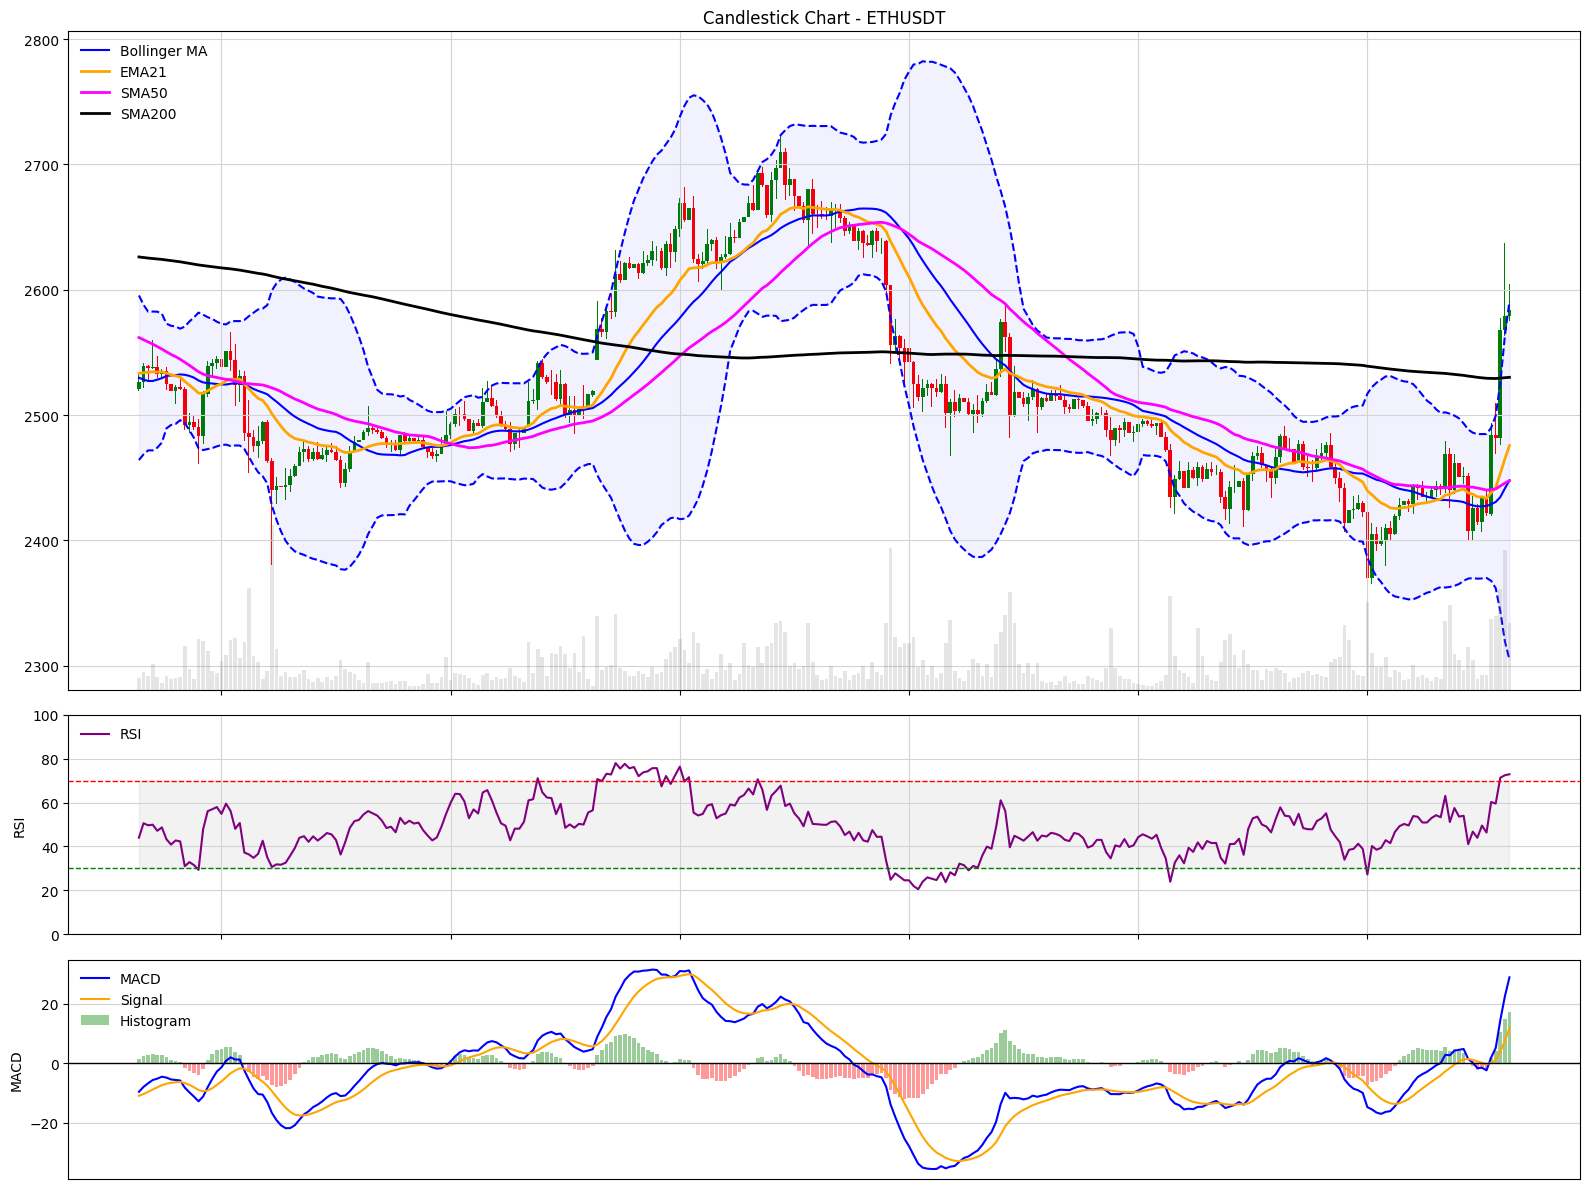 Candlestick Chart - ETHUSDT
2800
2700
2600
2500
2400
2300
Bollinger MA
EMA21
SMA50
SMA200
100
80
60
40
20
0
RSI
RSI
20
0
−20
MACD
MACD
Signal
Histogram